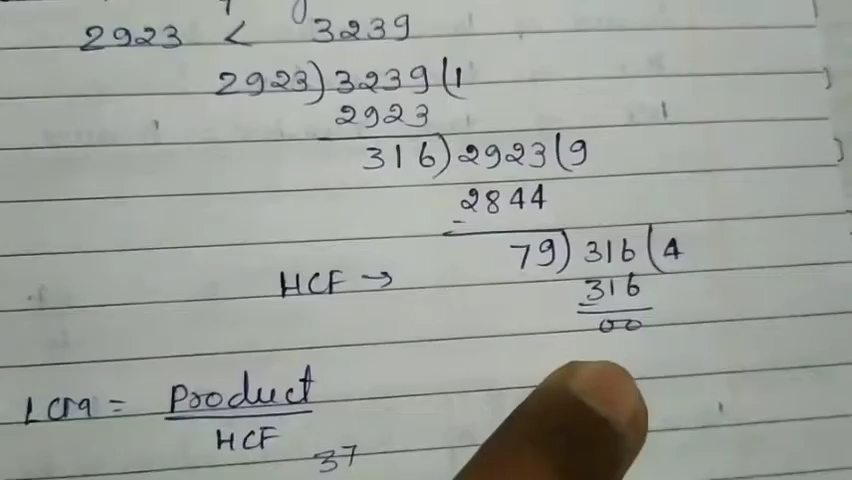 2923 < 3239
2923) 3239 (1
2923
316) 2923 (9
- 2844
79) 316 (4
HCF →
316
00
LCM = Product
HCF
37